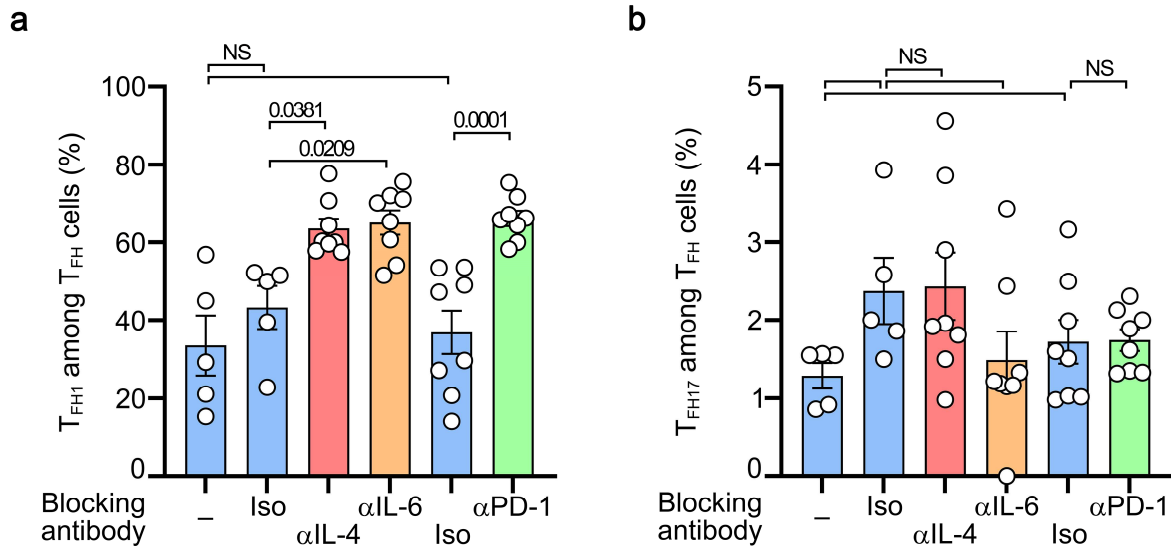 a
NS
100
0.0381
0.0001
0.0209
80
60
40
20
0
TFH1 among TFH cells (%)
Blocking
antibody
–
Iso
αIL-4
αIL-6
Iso
αPD-1
b
NS
NS
5
4
3
2
1
0
TFH17 among TFH cells (%)
Blocking
antibody
–
Iso
αIL-4
αIL-6
Iso
αPD-1